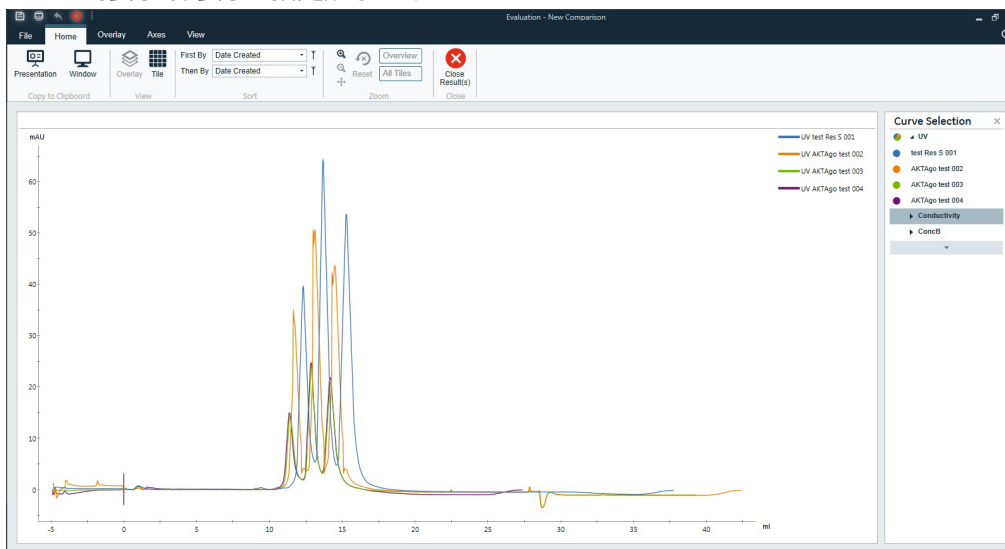 Evaluation - New Comparison
File Home Overlay Axes View
Presentation Window Overlay Tile
First By Date Created
Then By Date Created
Reset Overview
All Tiles
Close
Result(s)
Copy to Clipboard View Sort Zoom Close
mAU
60
50
40
30
20
10
0
-5 0 5 10 15 20 25 30 35 40 ml
UV test Res S 001
UV AKTAgo test 002
UV AKTAgo test 003
UV AKTAgo test 004
Curve Selection
UV
test Res S 001
AKTAgo test 002
AKTAgo test 003
AKTAgo test 004
Conductivity
ConcB